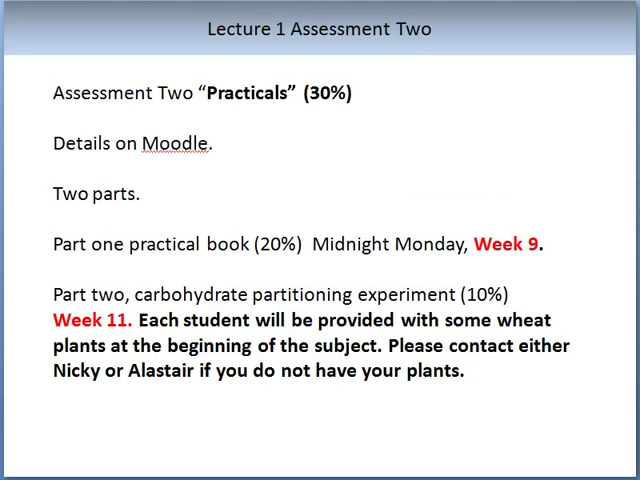 Lecture 1 Assessment Two
Assessment Two “Practicals” (30%)
Details on Moodle.
Two parts.
Part one practical book (20%)  Midnight Monday, Week 9.
Part two, carbohydrate partitioning experiment (10%)
Week 11. Each student will be provided with some wheat
plants at the beginning of the subject. Please contact either
Nicky or Alastair if you do not have your plants.